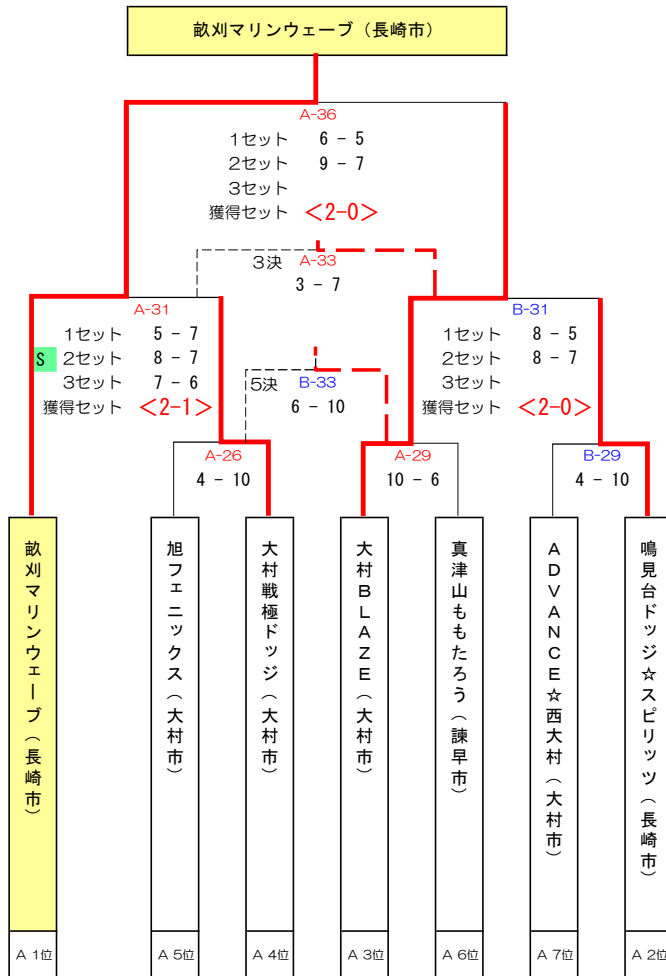 畝刈マリンウェーブ（長崎市）
A-36
1セット 6 - 5
2セット 9 - 7
3セット
獲得セット <2-0>
3決 A-33
3 - 7
A-31
1セット 5 - 7
S 2セット 8 - 7
3セット 7 - 6
獲得セット <2-1>
B-31
1セット 8 - 5
2セット 8 - 7
3セット
獲得セット <2-0>
5決 B-33
6 - 10
A-26
4 - 10
A-29
10 - 6
B-29
4 - 10
畝刈マリンウェーブ（長崎市）
旭フェニックス（大村市）
大村戦極ドッジ（大村市）
大村BLAZE（大村市）
真津山ももたろう（諫早市）
ADVANCE☆西大村（大村市）
鳴見台ドッジ☆スピリッツ（長崎市）
A 1位
A 5位
A 4位
A 3位
A 6位
A 7位
A 2位